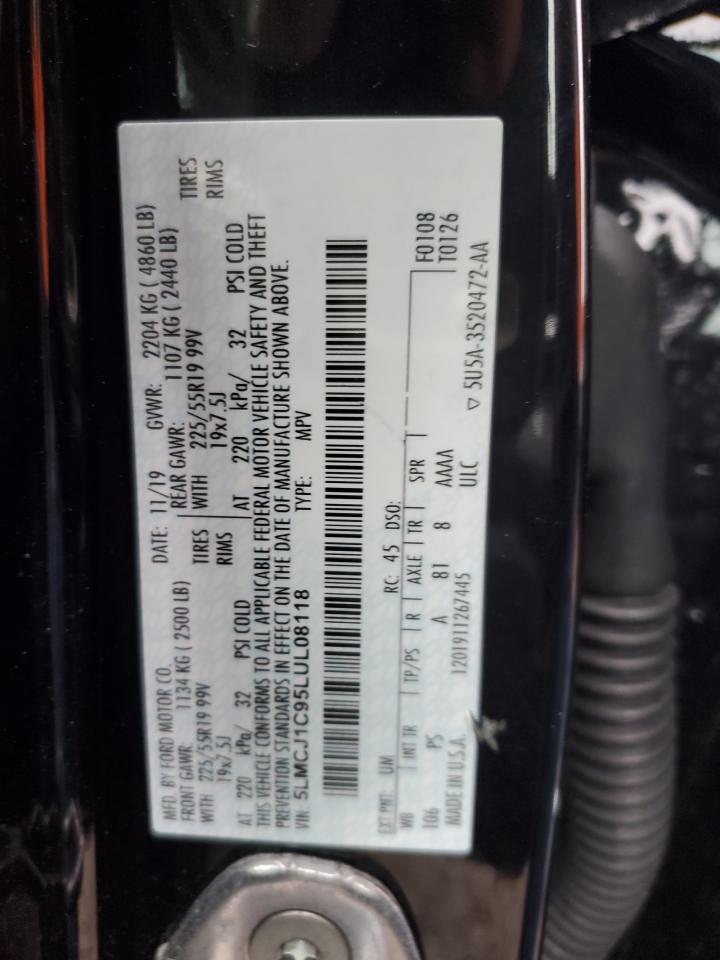 MFD. BY FORD MOTOR CO. DATE: 11/19 GVWR: 2204 KG ( 4860 LB)
FRONT GAWR: 1134 KG ( 2500 LB) REAR GAWR: 1107 KG ( 2440 LB)
WITH 225/55R19 99V TIRES WITH 225/55R19 99V TIRES
19x7.5J RIMS 19x7.5J RIMS
AT 220 kPa/ 32 PSI COLD AT 220 kPa/ 32 PSI COLD
THIS VEHICLE CONFORMS TO ALL APPLICABLE FEDERAL MOTOR VEHICLE SAFETY AND THEFT
PREVENTION STANDARDS IN EFFECT ON THE DATE OF MANUFACTURE SHOWN ABOVE.
VIN: 5LMCJ1C95LUL08118 TYPE: MPV
EXT PNT: UM RC: 45 DSO:
WB INT TR TP/PS R AXLE TR SPR F0108
106 PS A 81 8 AAAA T0126
MADE IN U.S.A. 1201911267445 ULC
▽ 5U5A-3520472-AA